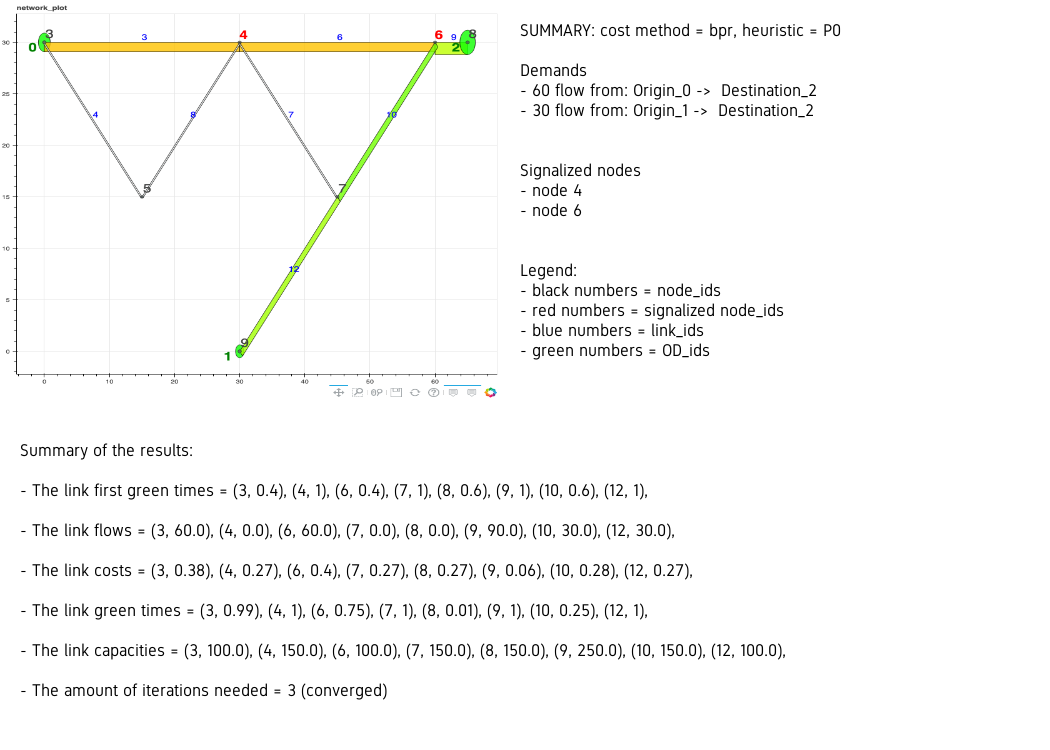 network_plot
3
4
6
8
0
2
3
6
9
30
25
20
15
10
5
0
4
8
7
10
5
7
12
9
1
0
10
20
30
40
50
60
SUMMARY: cost method = bpr, heuristic = P0
Demands
- 60 flow from: Origin_0 -> Destination_2
- 30 flow from: Origin_1 -> Destination_2
Signalized nodes
- node 4
- node 6
Legend:
- black numbers = node_ids
- red numbers = signalized node_ids
- blue numbers = link_ids
- green numbers = OD_ids
Summary of the results:
- The link first green times = (3, 0.4), (4, 1), (6, 0.4), (7, 1), (8, 0.6), (9, 1), (10, 0.6), (12, 1),
- The link flows = (3, 60.0), (4, 0.0), (6, 60.0), (7, 0.0), (8, 0.0), (9, 90.0), (10, 30.0), (12, 30.0),
- The link costs = (3, 0.38), (4, 0.27), (6, 0.4), (7, 0.27), (8, 0.27), (9, 0.06), (10, 0.28), (12, 0.27),
- The link green times = (3, 0.99), (4, 1), (6, 0.75), (7, 1), (8, 0.01), (9, 1), (10, 0.25), (12, 1),
- The link capacities = (3, 100.0), (4, 150.0), (6, 100.0), (7, 150.0), (8, 150.0), (9, 250.0), (10, 150.0), (12, 100.0),
- The amount of iterations needed = 3 (converged)